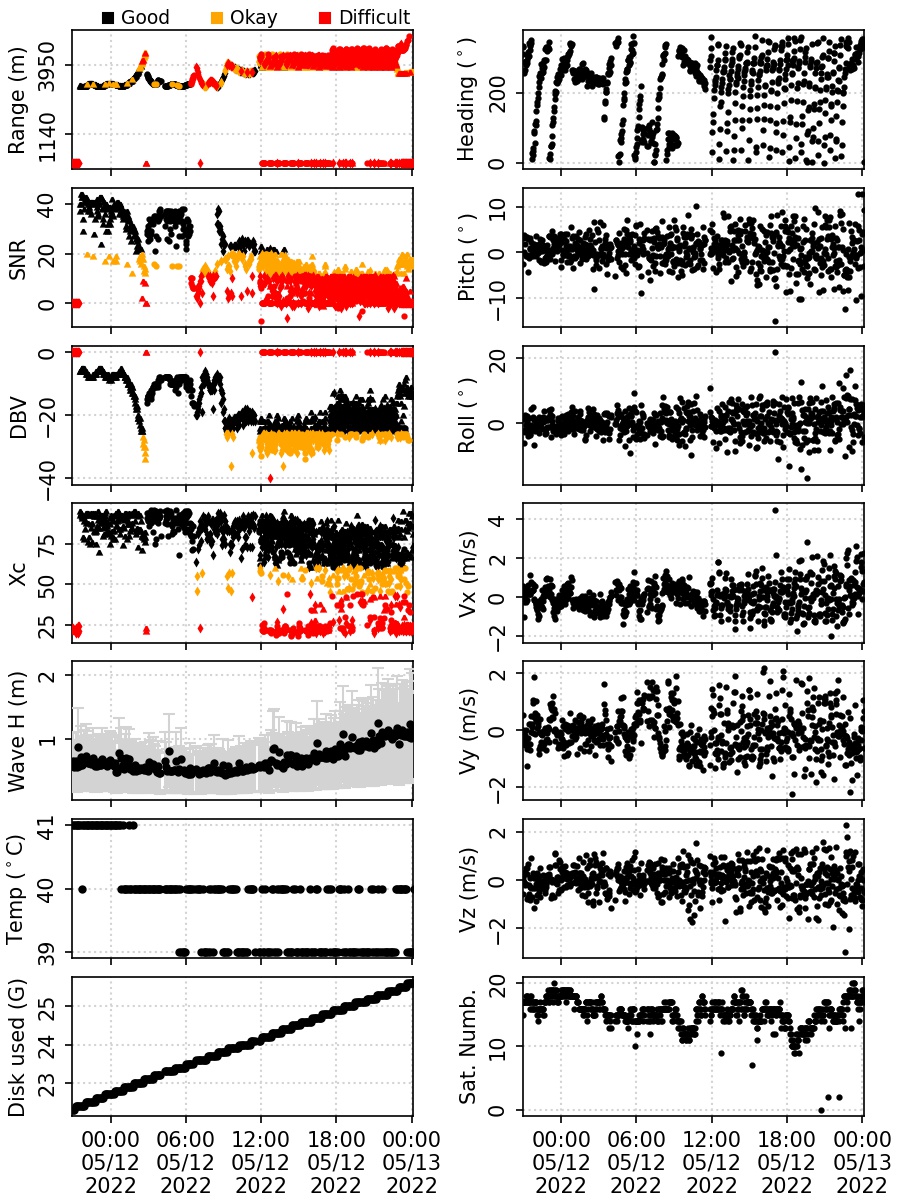 Good Okay Difficult
Range (m)
3950
1140
Heading (°)
200
0
SNR
40
20
0
Pitch (°)
10
0
−10
DBV
0
−20
−40
Roll (°)
20
0
Xc
75
50
25
Vx (m/s)
4
2
0
−2
Wave H (m)
2
1
Vy (m/s)
2
0
−2
Temp (°C)
41
40
39
Vz (m/s)
2
0
−2
Disk used (G)
25
24
23
Sat. Numb.
20
10
0
00:00 06:00 12:00 18:00 00:00
05/12 05/12 05/12 05/12 05/13
2022 2022 2022 2022 2022
00:00 06:00 12:00 18:00 00:00
05/12 05/12 05/12 05/12 05/13
2022 2022 2022 2022 2022